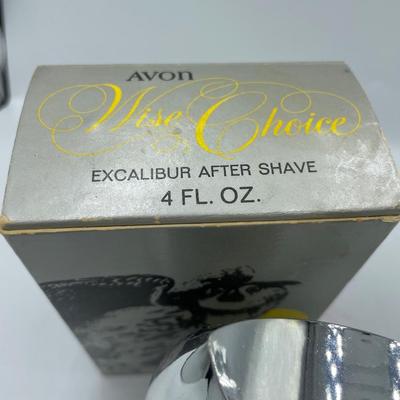 AVON
Wise Choice
EXCALIBUR AFTER SHAVE
4 FL. OZ.